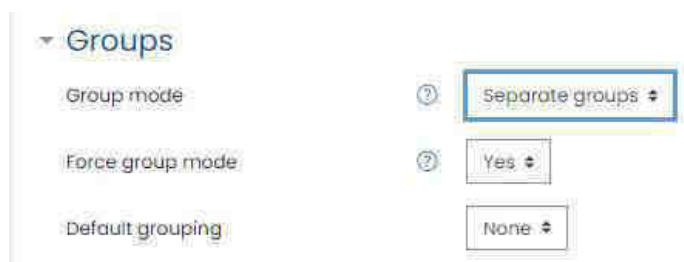 Groups
Group mode
Separate groups
Force group mode
Yes
Default grouping
None